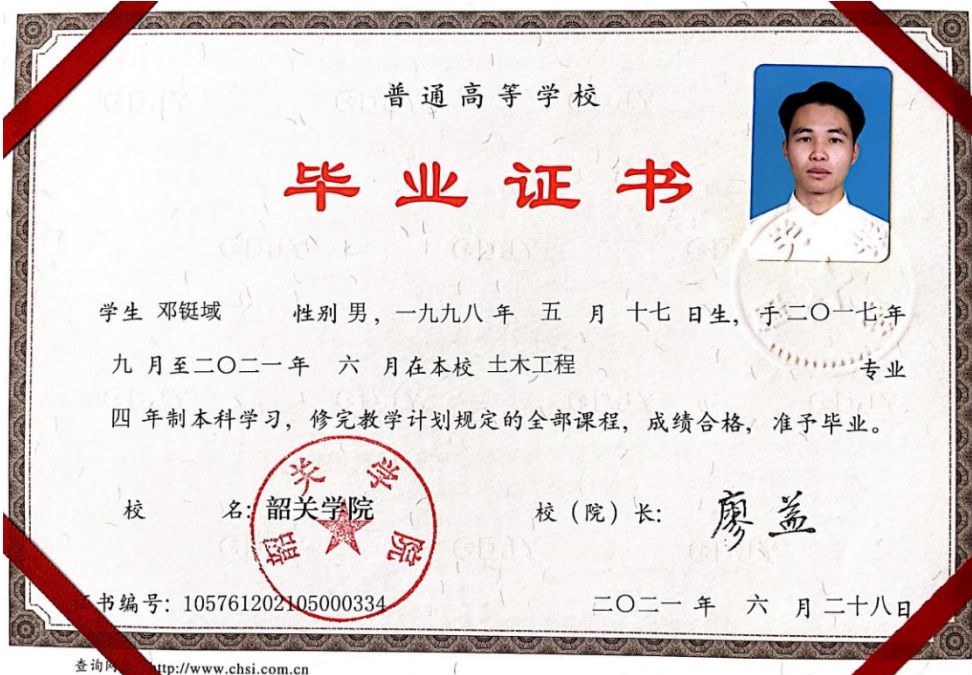 普通高等学校
毕业证书
学生 邓铤域 性别 男，一九九八 年 五 月 十七 日生，于二〇一七年
九 月至二〇二一年 六 月在本校 土木工程 专业
四 年制本科学习，修完教学计划规定的全部课程，成绩合格，准予毕业。
校 名：韶关学院
校（院）长：廖益
韶关学院
书编号：105761202105000334
二〇二一 年 六 月 二十八日
查询网 http://www.chsi.com.cn